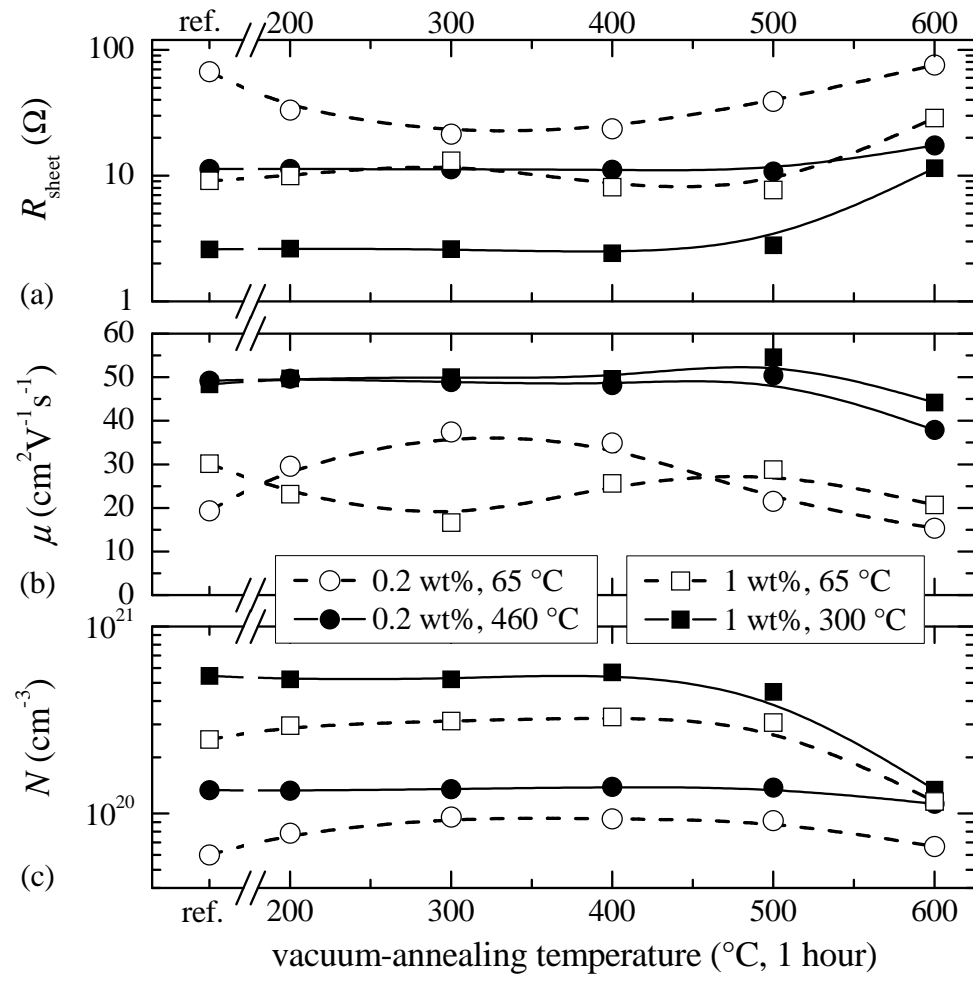 ref. 200 300 400 500 600
100
10
1
R_sheet (Ω)
(a)
60
50
40
30
20
10
0
μ (cm²V⁻¹s⁻¹)
(b)
0.2 wt%, 65 °C
0.2 wt%, 460 °C
1 wt%, 65 °C
1 wt%, 300 °C
10²¹
10²⁰
N (cm⁻³)
(c)
ref. 200 300 400 500 600
vacuum-annealing temperature (°C, 1 hour)